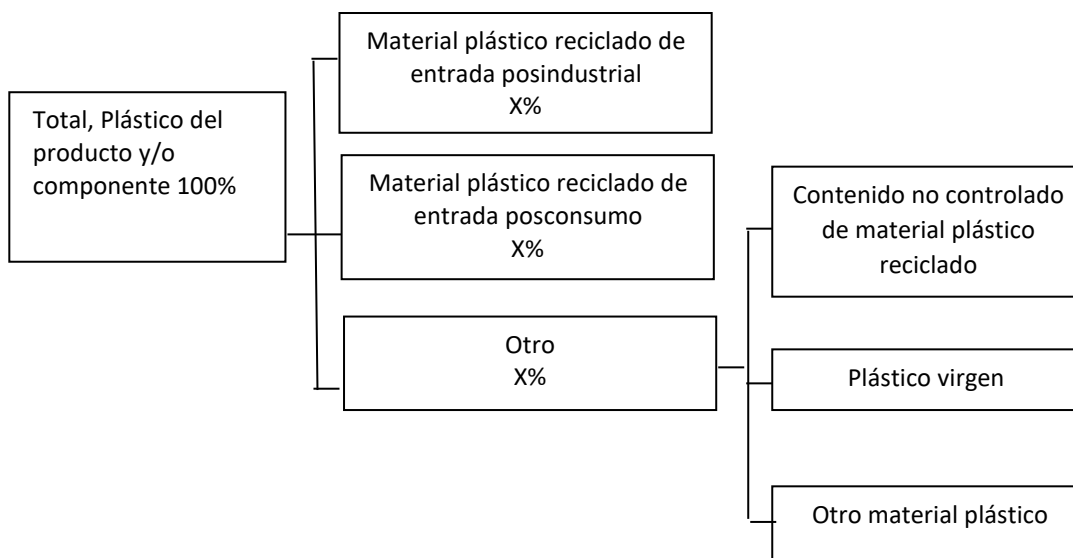 Total, Plástico del
producto y/o
componente 100%
Material plástico reciclado de
entrada posindustrial
X%
Material plástico reciclado de
entrada posconsumo
X%
Otro
X%
Contenido no controlado
de material plástico
reciclado
Plástico virgen
Otro material plástico